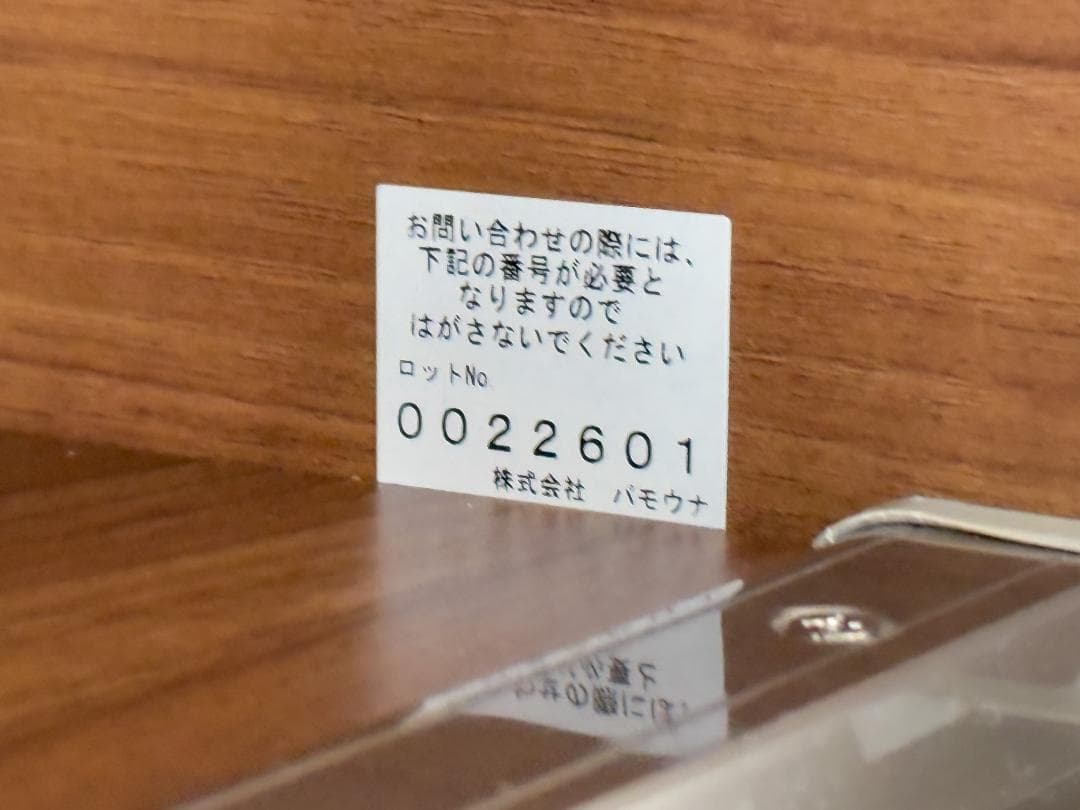 お問い合わせの際には、
下記の番号が必要と
なりますので
はがさないでください
ロットNo.
0022601
株式会社　パモウナ